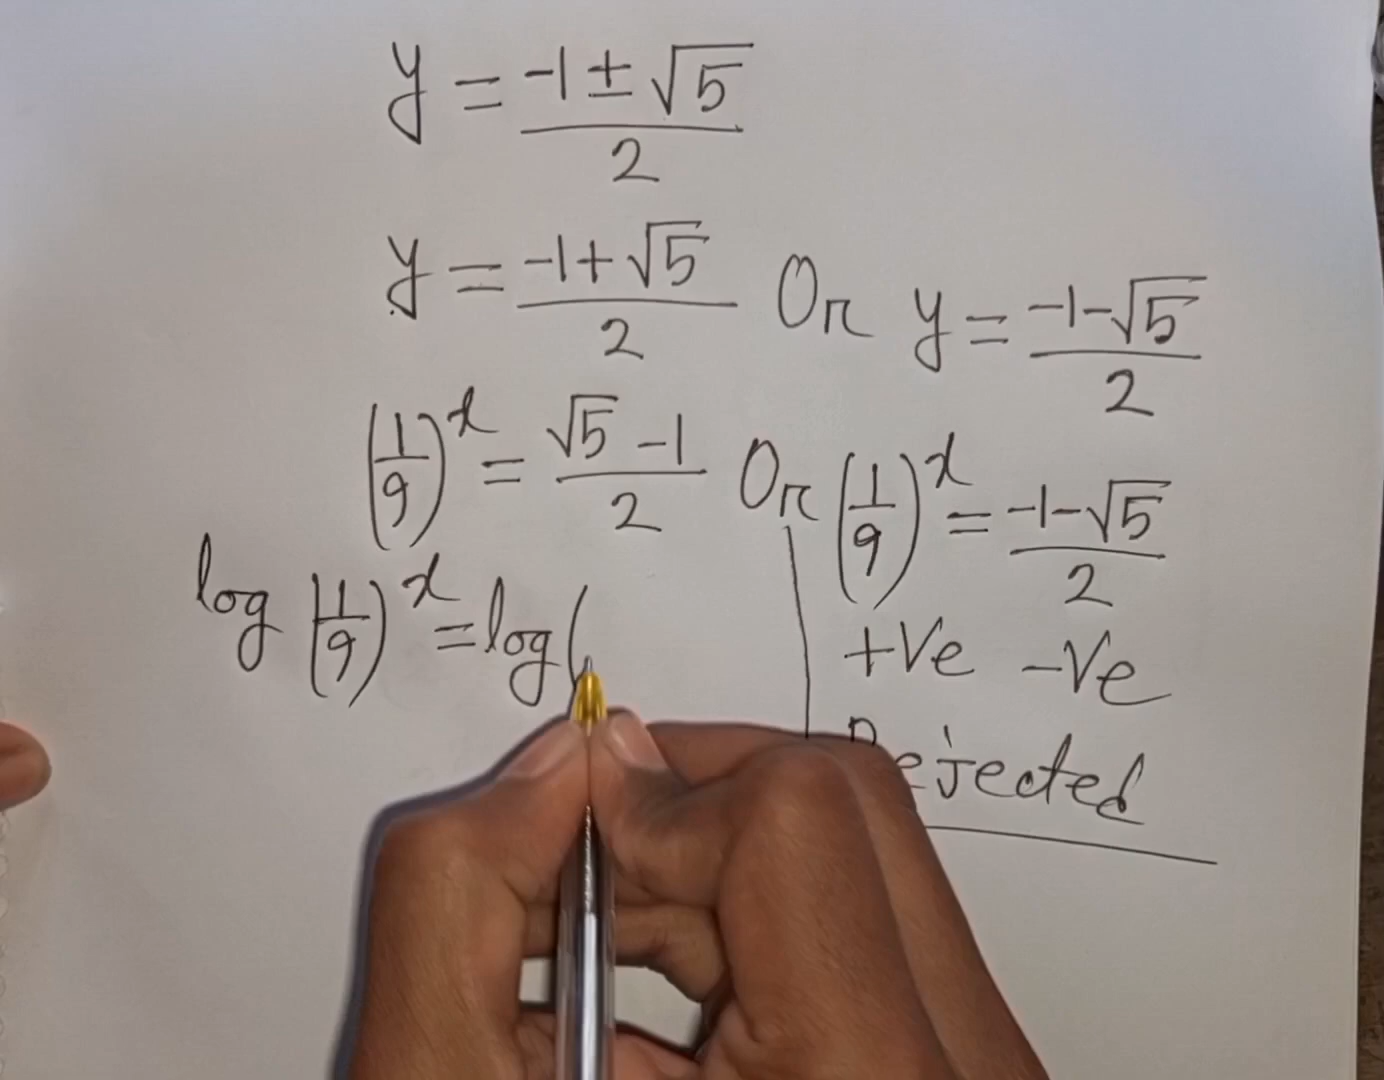 y = (-1 ± √5)/2
y = (-1 + √5)/2 Or y = (-1 - √5)/2
(1/9)^x = (√5 - 1)/2 Or (1/9)^x = (-1 - √5)/2
log (1/9)^x = log(
+Ve -Ve
Rejected